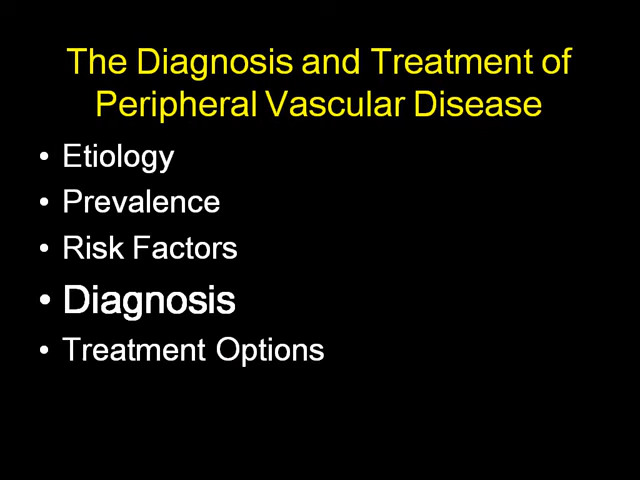 The Diagnosis and Treatment of
Peripheral Vascular Disease
• Etiology
• Prevalence
• Risk Factors
• Diagnosis
• Treatment Options